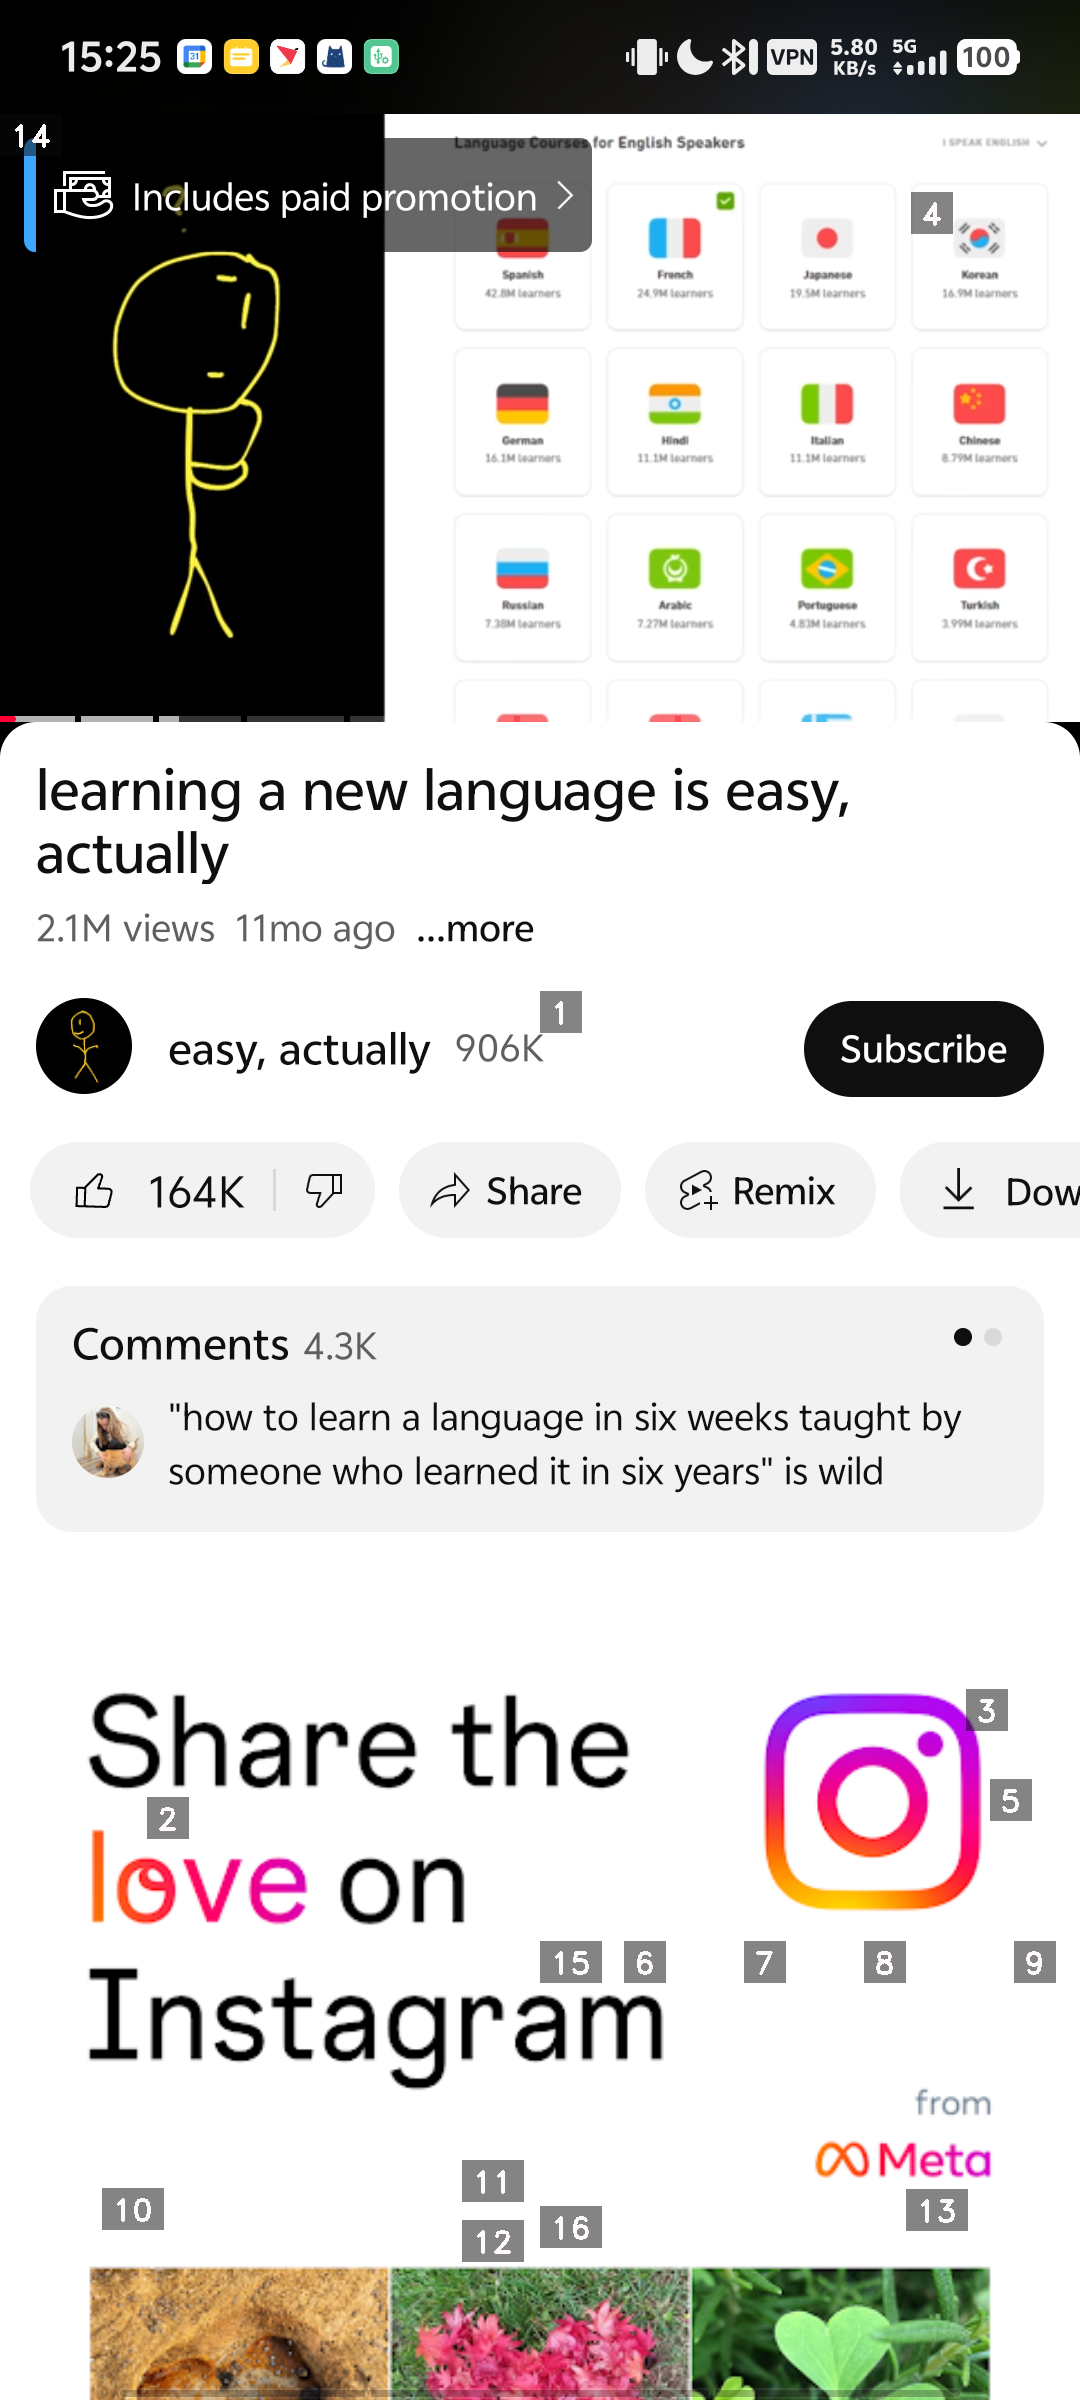 15:25
31
VPN
5.80 KB/s
5G
100
14
Includes paid promotion
Language Courses for English Speakers
I SPEAK ENGLISH
4
Spanish
42.8M learners
French
24.9M learners
Japanese
19.5M learners
Korean
16.9M learners
German
16.1M learners
Hindi
11.1M learners
Italian
11.1M learners
Chinese
8.79M learners
Russian
7.38M learners
Arabic
7.27M learners
Portuguese
4.83M learners
Turkish
3.99M learners
learning a new language is easy,
actually
2.1M views 11mo ago ...more
1
easy, actually 906K
Subscribe
164K
Share
Remix
Dow
Comments 4.3K
"how to learn a language in six weeks taught by
someone who learned it in six years" is wild
Share the
love on
Instagram
3
5
2
15
6
7
8
9
from
Meta
10
11
12
16
13